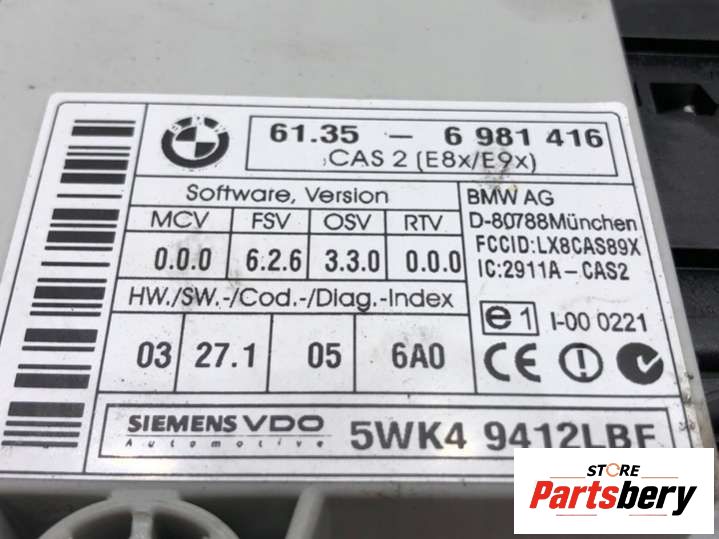 BMW
61.35 - 6 981 416
CAS 2 (E8x/E9x)
Software, Version
MCV FSV OSV RTV
0.0.0 6.2.6 3.3.0 0.0.0
HW./SW.-/Cod.-/Diag.-Index
03 27.1 05 6A0
BMW AG
D-80788München
FCCID:LX8CAS89X
IC:2911A-CAS2
e1 I-00 0221
CE
SIEMENS VDO
Automotive
5WK4 9412LBF
STORE
Partsbery